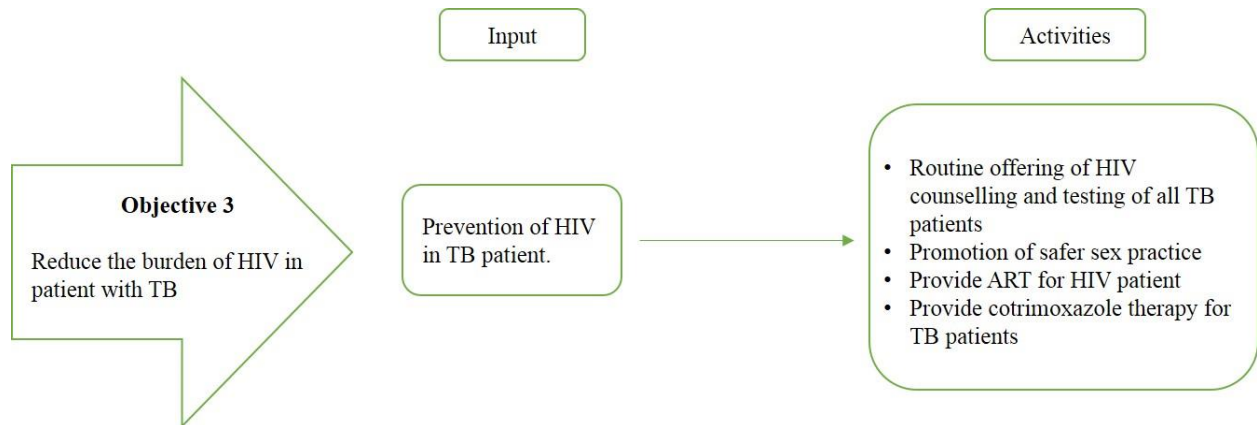 Input
Activities
Objective 3
Reduce the burden of HIV in
patient with TB
Prevention of HIV
in TB patient.
• Routine offering of HIV
counselling and testing of all TB
patients
• Promotion of safer sex practice
• Provide ART for HIV patient
• Provide cotrimoxazole therapy for
TB patients